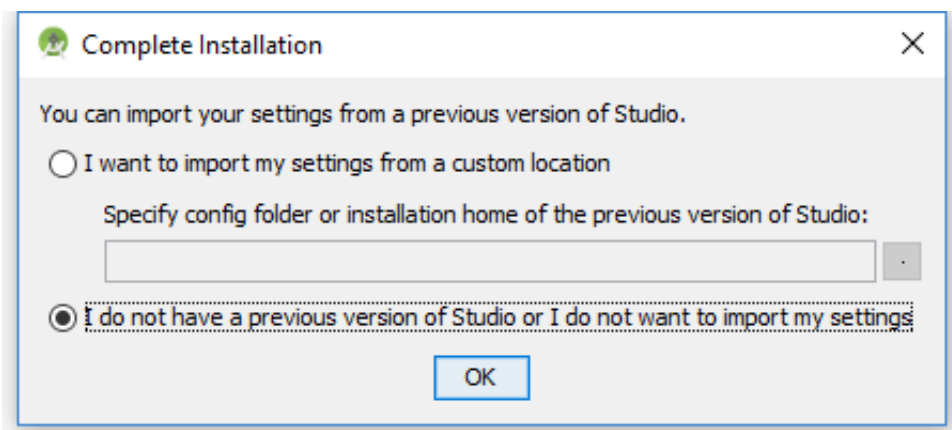 Complete Installation
You can import your settings from a previous version of Studio.
I want to import my settings from a custom location
Specify config folder or installation home of the previous version of Studio:
.
I do not have a previous version of Studio or I do not want to import my settings
OK